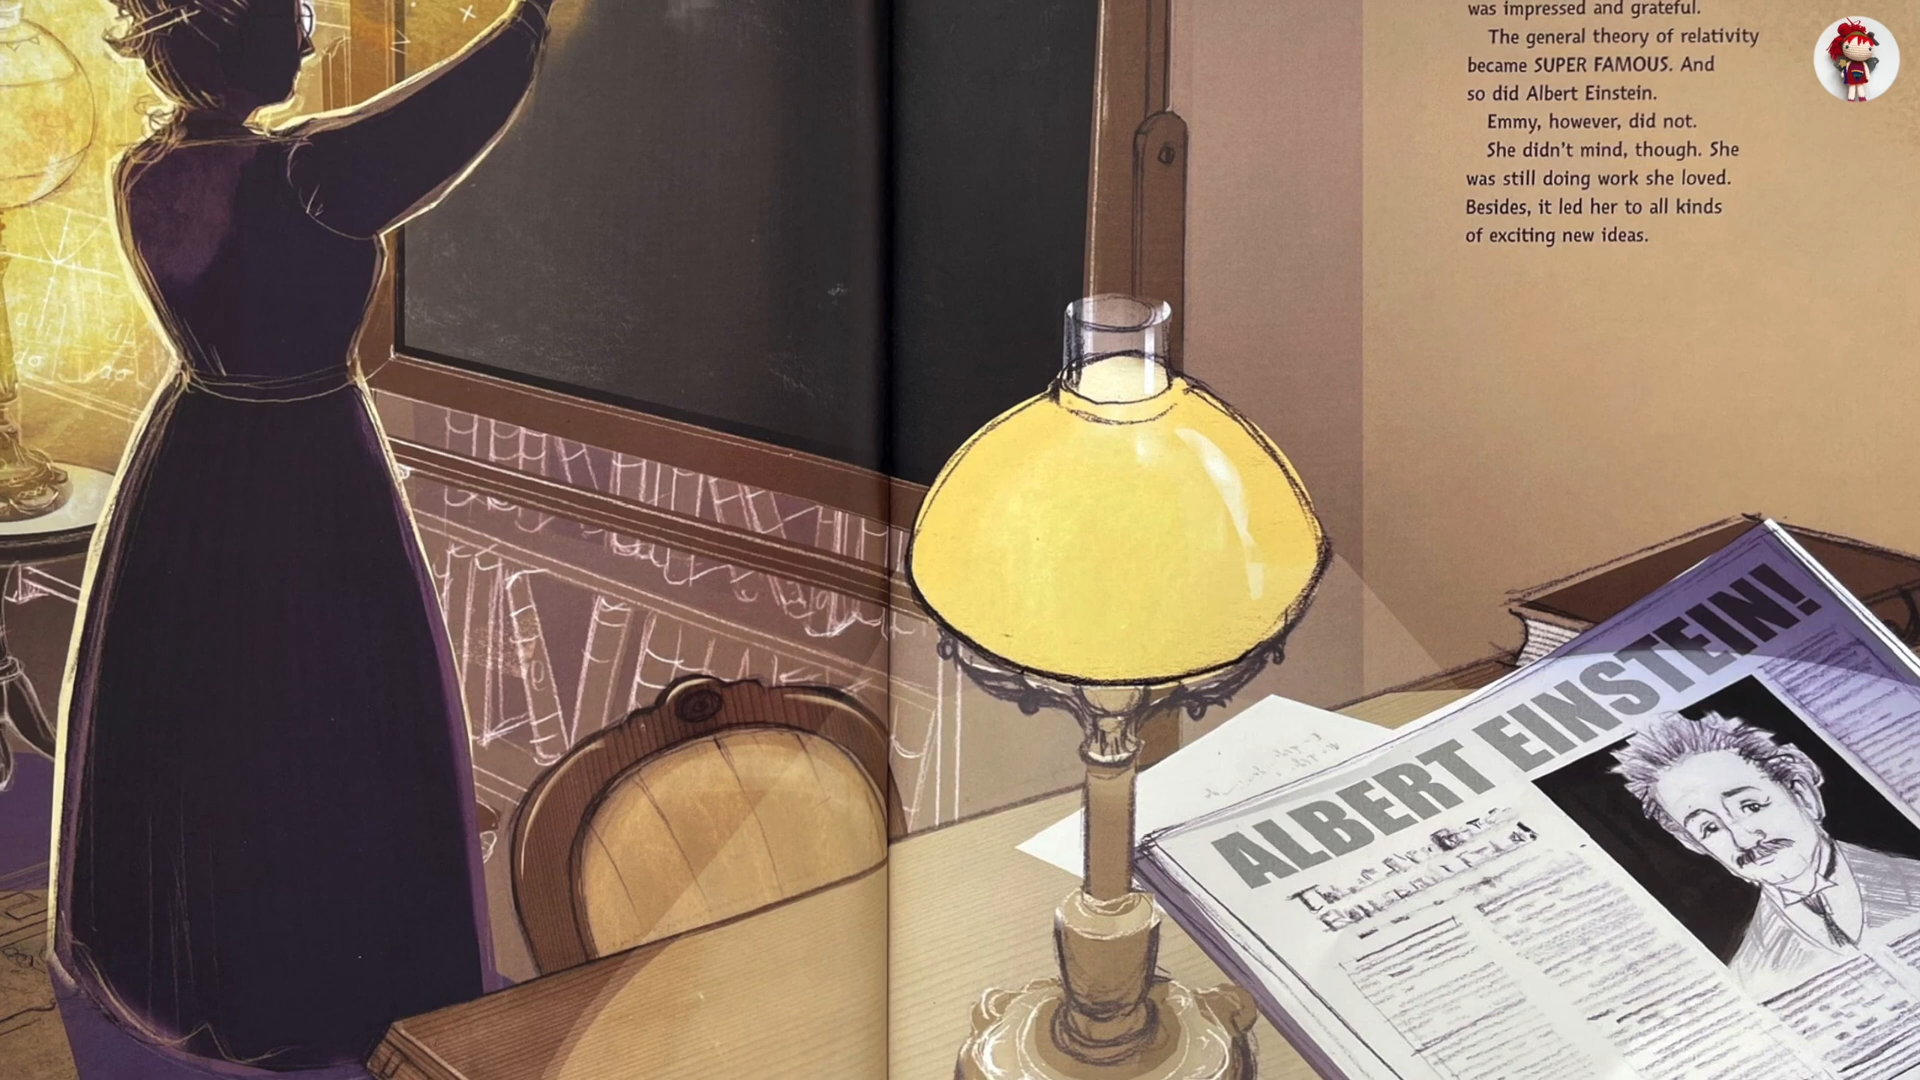 was impressed and grateful.
The general theory of relativity
became SUPER FAMOUS. And
so did Albert Einstein.
Emmy, however, did not.
She didn't mind, though. She
was still doing work she loved.
Besides, it led her to all kinds
of exciting new ideas.
ALBERT EINSTEIN!